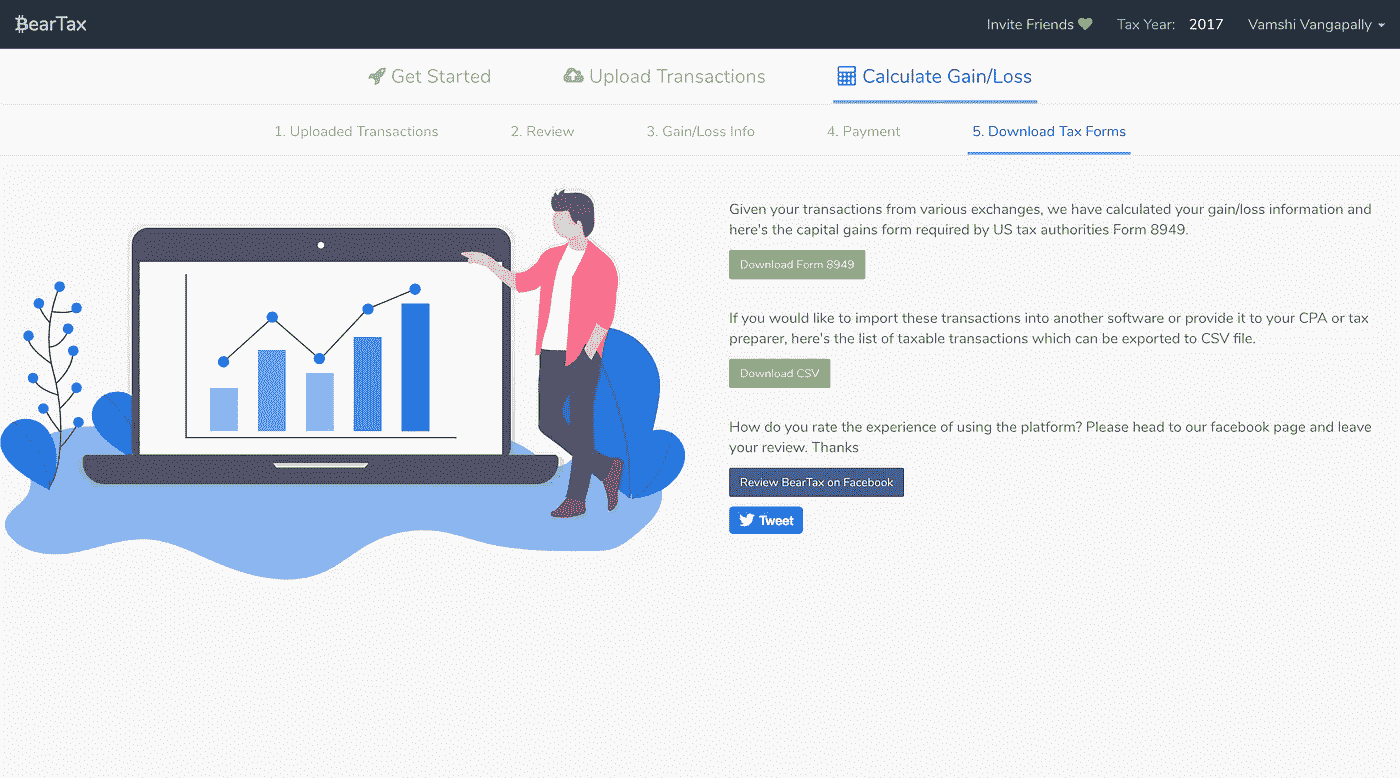 ₿earTax
Invite Friends Tax Year: 2017 Vamshi Vangapally
Get Started Upload Transactions Calculate Gain/Loss
1. Uploaded Transactions 2. Review 3. Gain/Loss Info 4. Payment 5. Download Tax Forms
Given your transactions from various exchanges, we have calculated your gain/loss information and
here's the capital gains form required by US tax authorities Form 8949.
Download Form 8949
If you would like to import these transactions into another software or provide it to your CPA or tax
preparer, here's the list of taxable transactions which can be exported to CSV file.
Download CSV
How do you rate the experience of using the platform? Please head to our facebook page and leave
your review. Thanks
Review BearTax on Facebook
Tweet